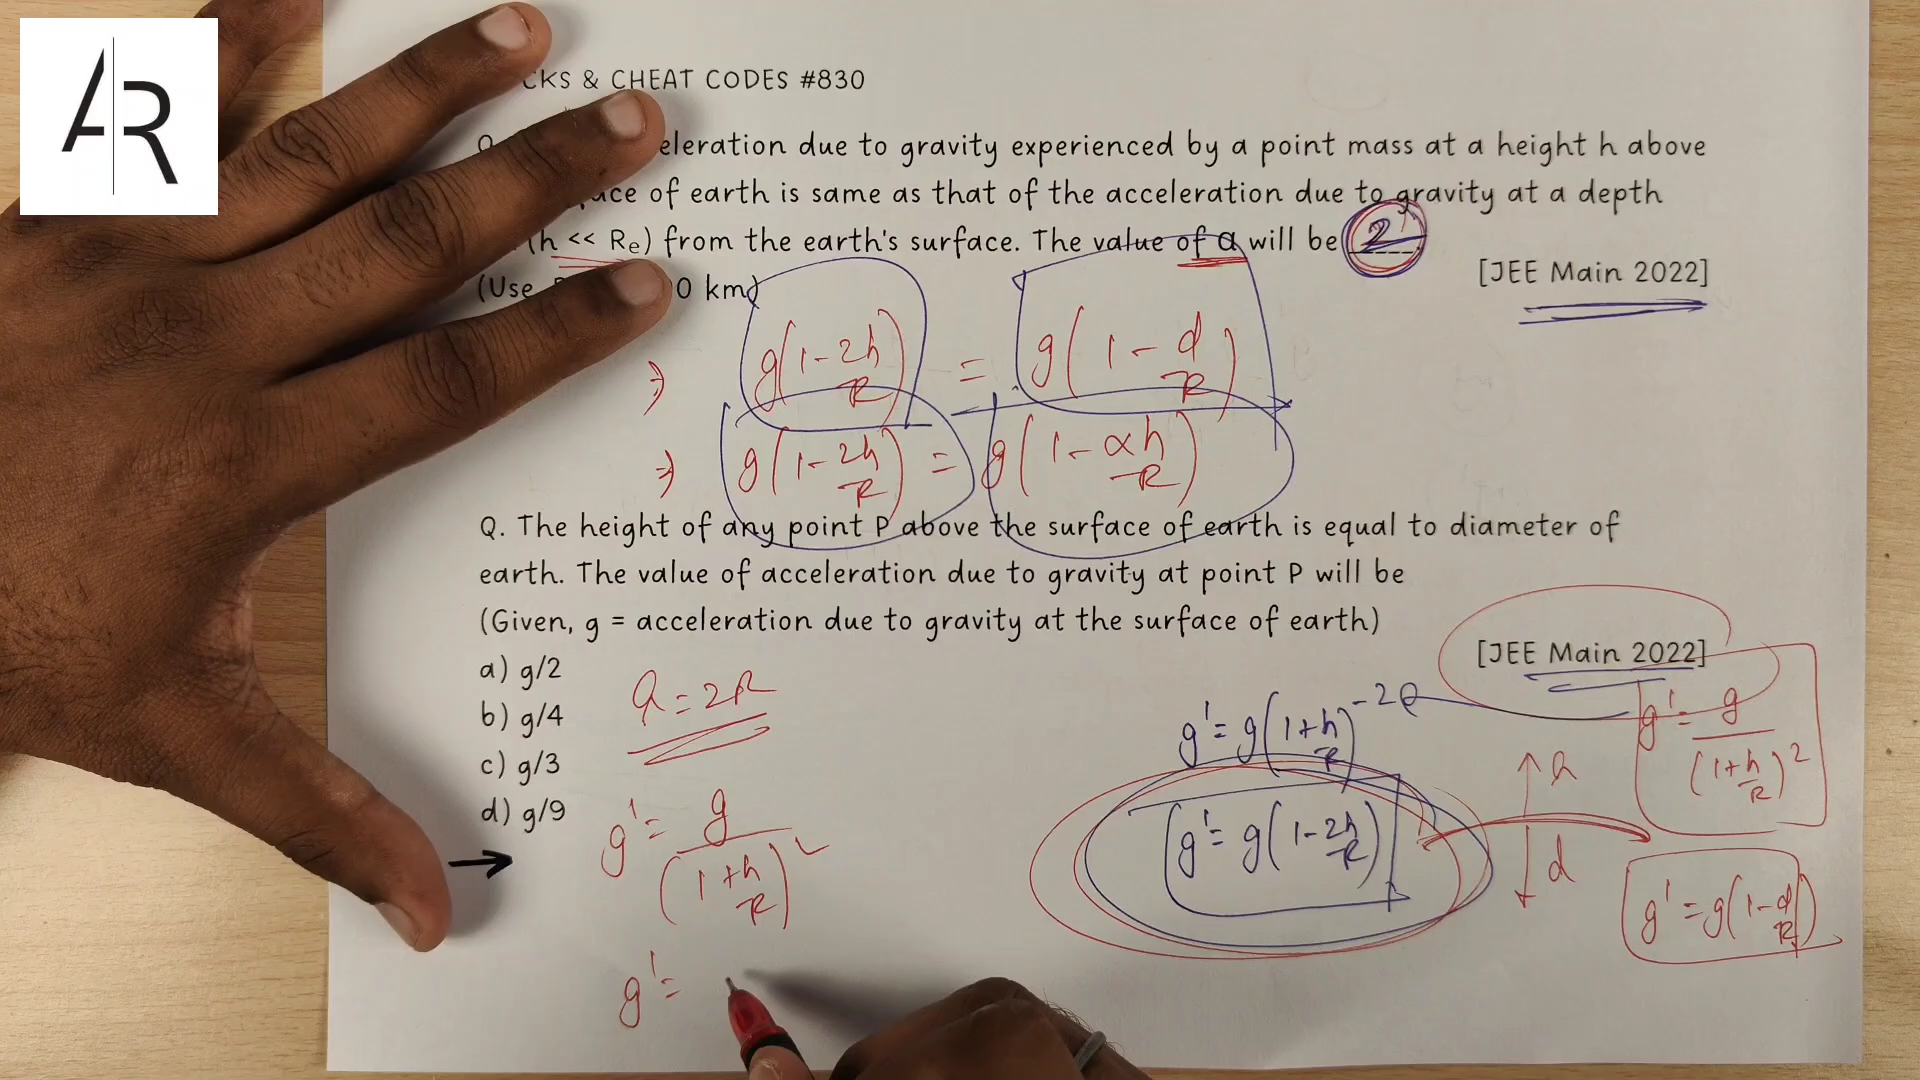 AR
CKS & CHEAT CODES #830
eleration due to gravity experienced by a point mass at a height h above
ace of earth is same as that of the acceleration due to gravity at a depth
(h << Re) from the earth's surface. The value of α will be 2
[JEE Main 2022]
(Use 0 km)
⇒ g(1-2h/R) = g(1-d/R)
⇒ g(1-2h/R) = g(1-αh/R)
Q. The height of any point P above the surface of earth is equal to diameter of
earth. The value of acceleration due to gravity at point P will be
(Given, g = acceleration due to gravity at the surface of earth)
[JEE Main 2022]
a) g/2
b) g/4
c) g/3
d) g/9
h = 2R
g' = g/(1+h/R)²
g' =
g' = g(1+h/R)⁻²
g' = g(1-2h/R)
h
d
g' = g/(1+h/R)²
g' = g(1-d/R)